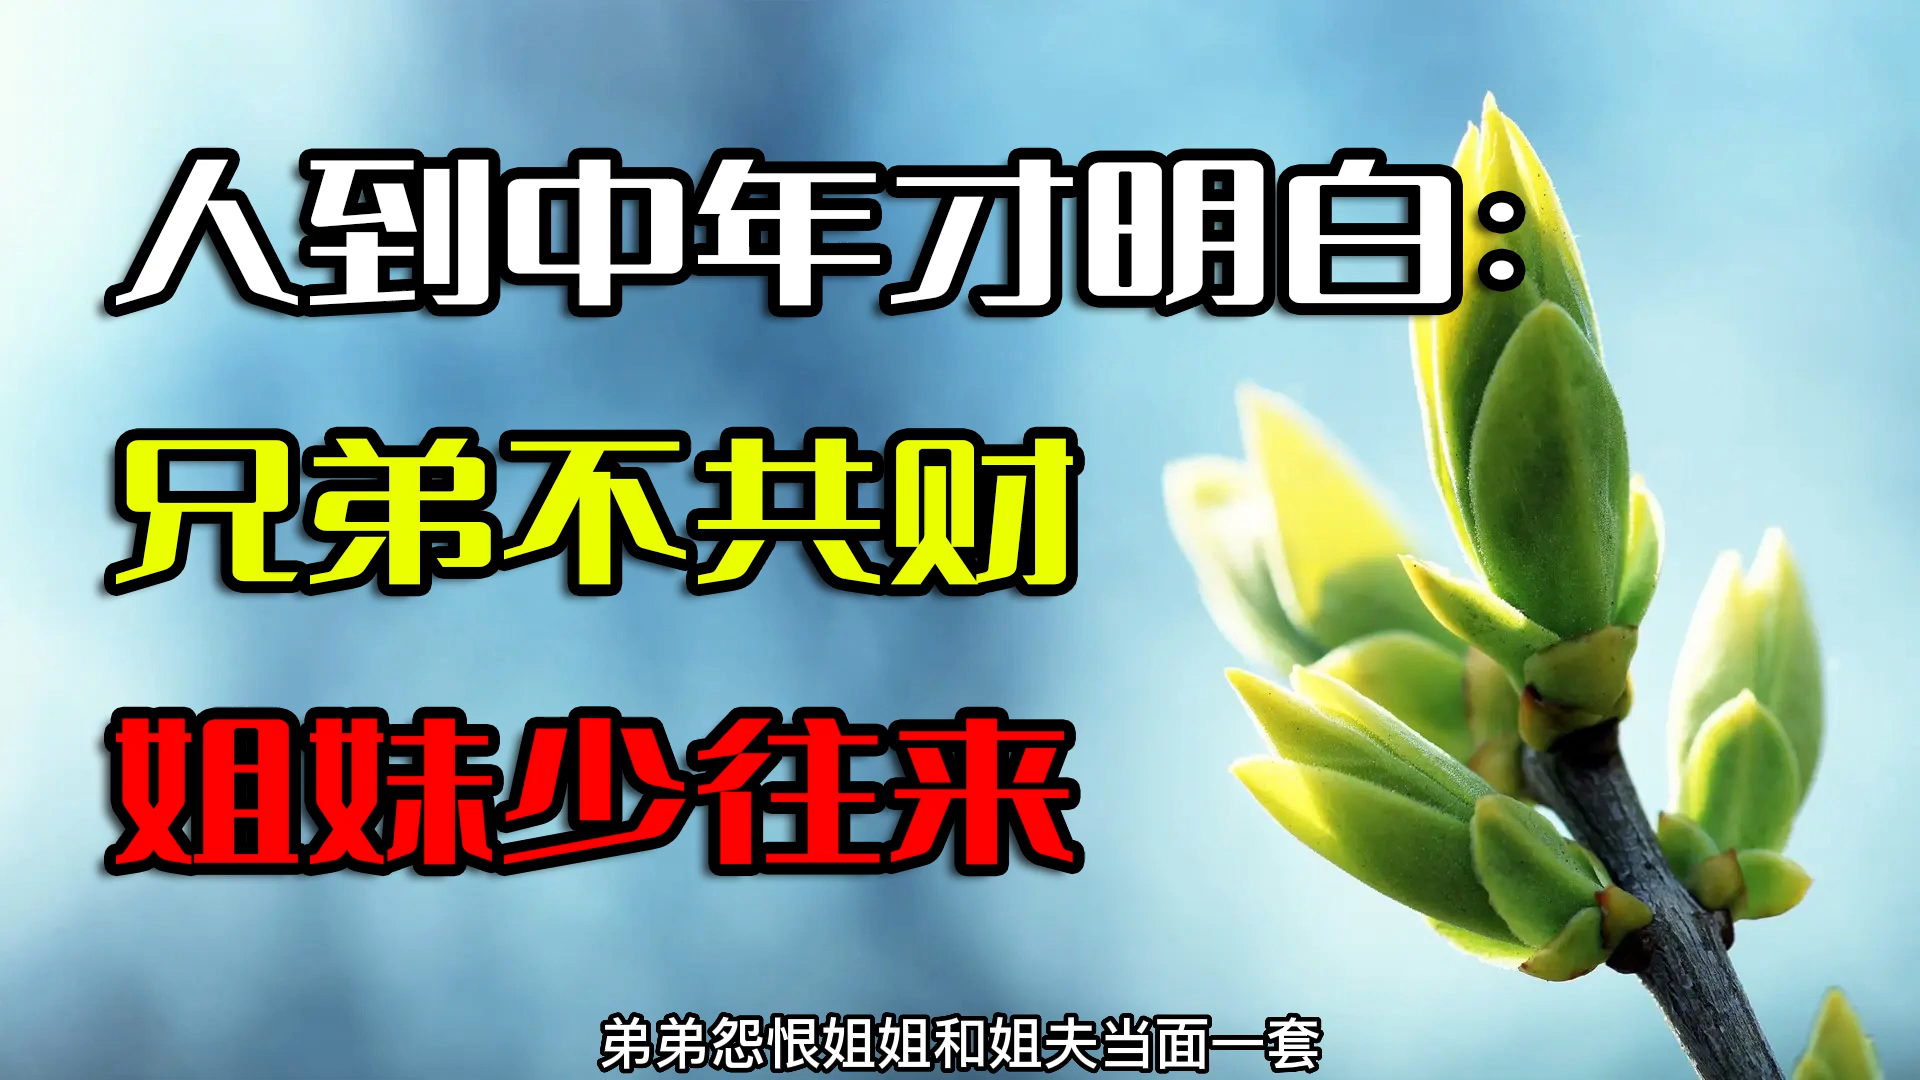 人到中年才明白：
兄弟不共财
姐妹少往来
弟弟怨恨姐姐和姐夫当面一套